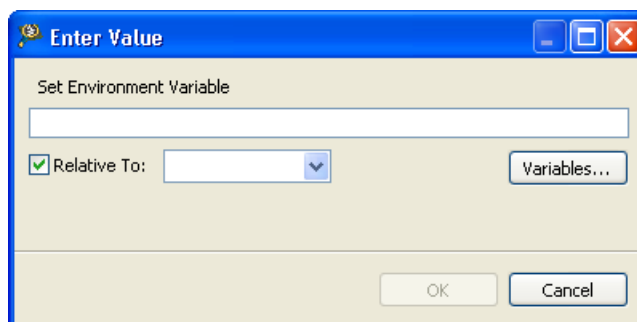 Enter Value
Set Environment Variable
Relative To:
Variables...
OK
Cancel